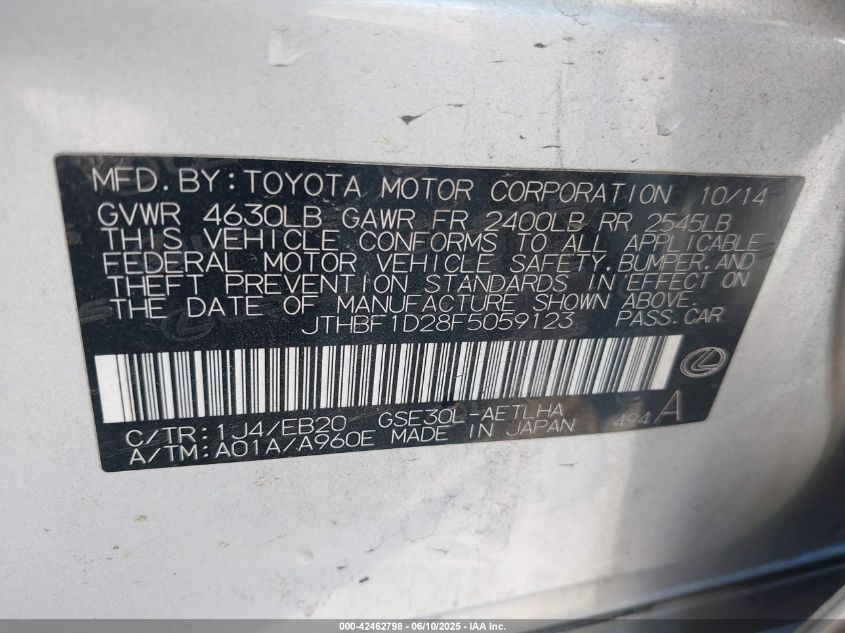 MFD. BY: TOYOTA MOTOR CORPORATION 10/14
GVWR 4630LB GAWR FR 2400LB RR 2545LB
THIS VEHICLE CONFORMS TO ALL APPLICABLE
FEDERAL MOTOR VEHICLE SAFETY, BUMPER, AND
THEFT PREVENTION STANDARDS IN EFFECT ON
THE DATE OF MANUFACTURE SHOWN ABOVE.
JTHBF1D28F5059123 PASS. CAR
C/TR: 1J4/EB20 GSE30L-AETLHA 494 A
A/TM: A01A/A960E MADE IN JAPAN
000-42462798 - 06/10/2025 - IAA Inc.